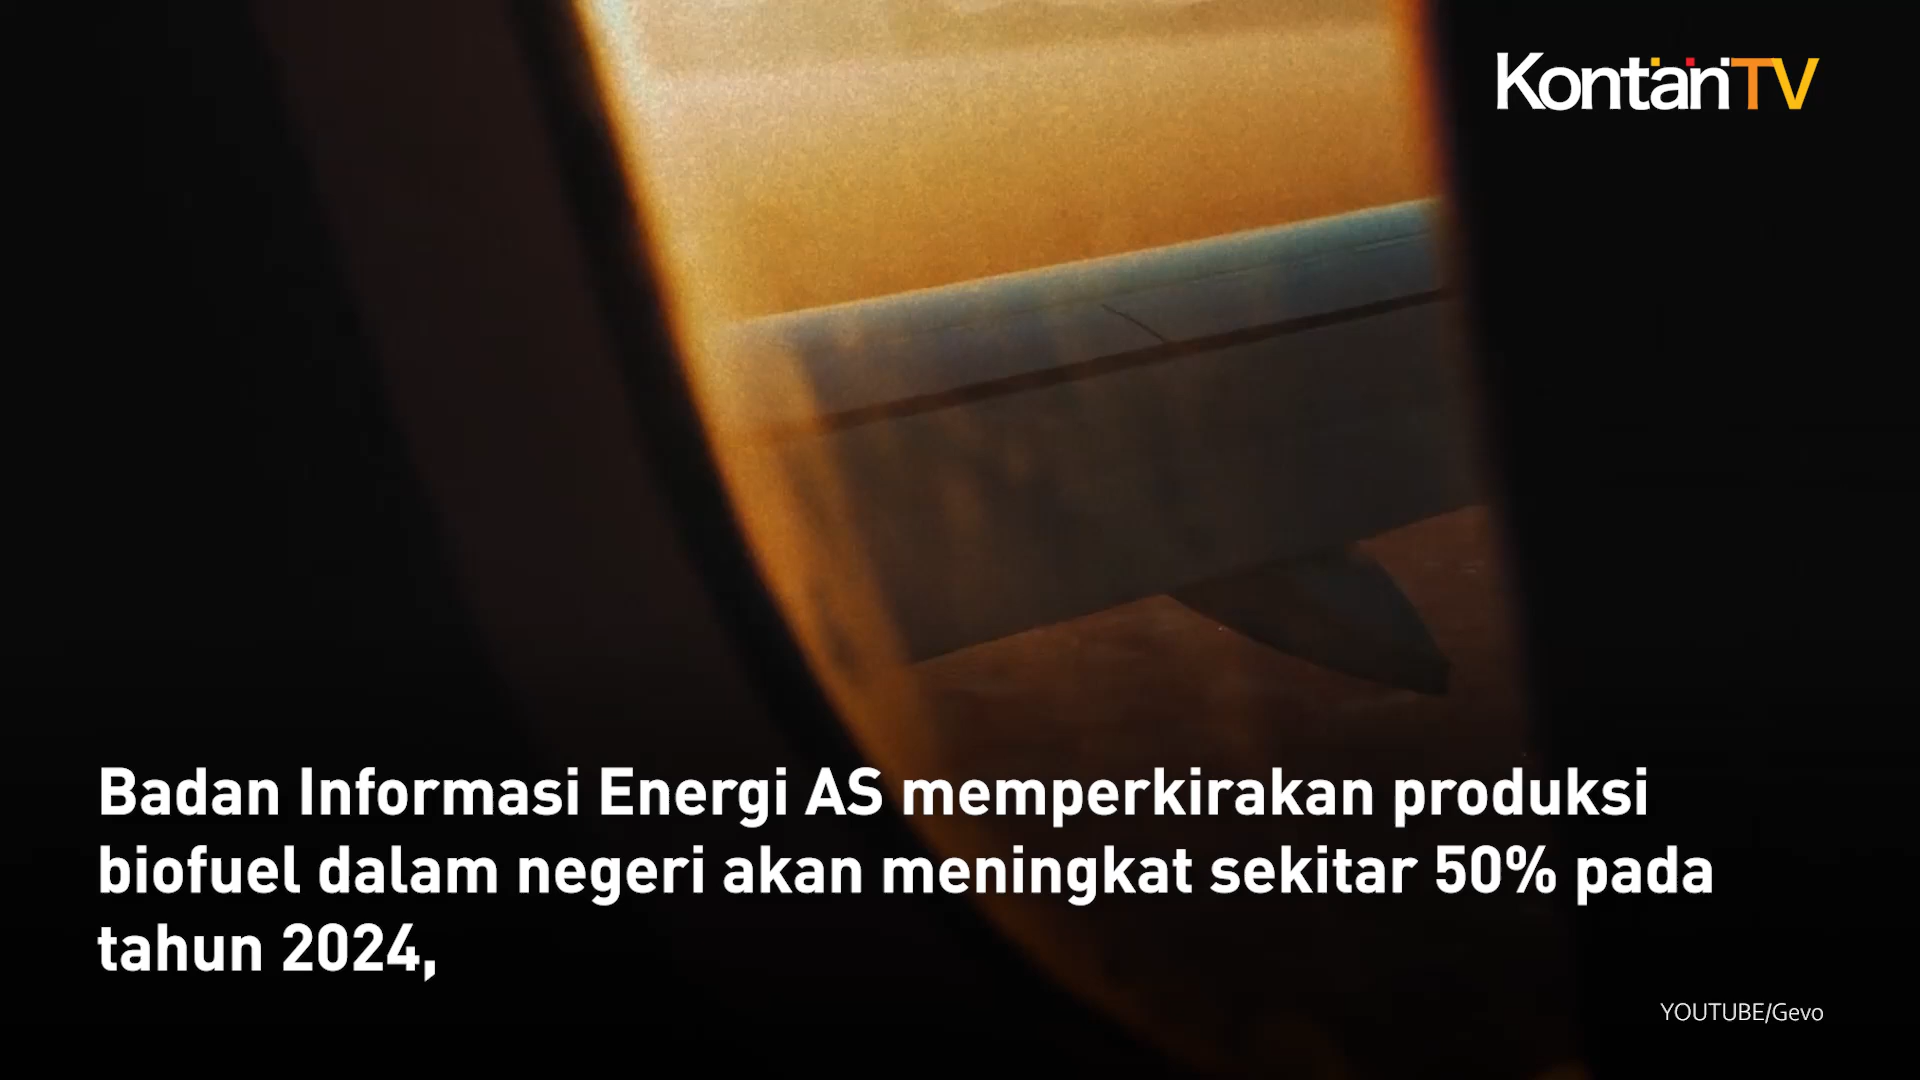 KontanTV
Badan Informasi Energi AS memperkirakan produksi
biofuel dalam negeri akan meningkat sekitar 50% pada
tahun 2024,
YOUTUBE/Gevo